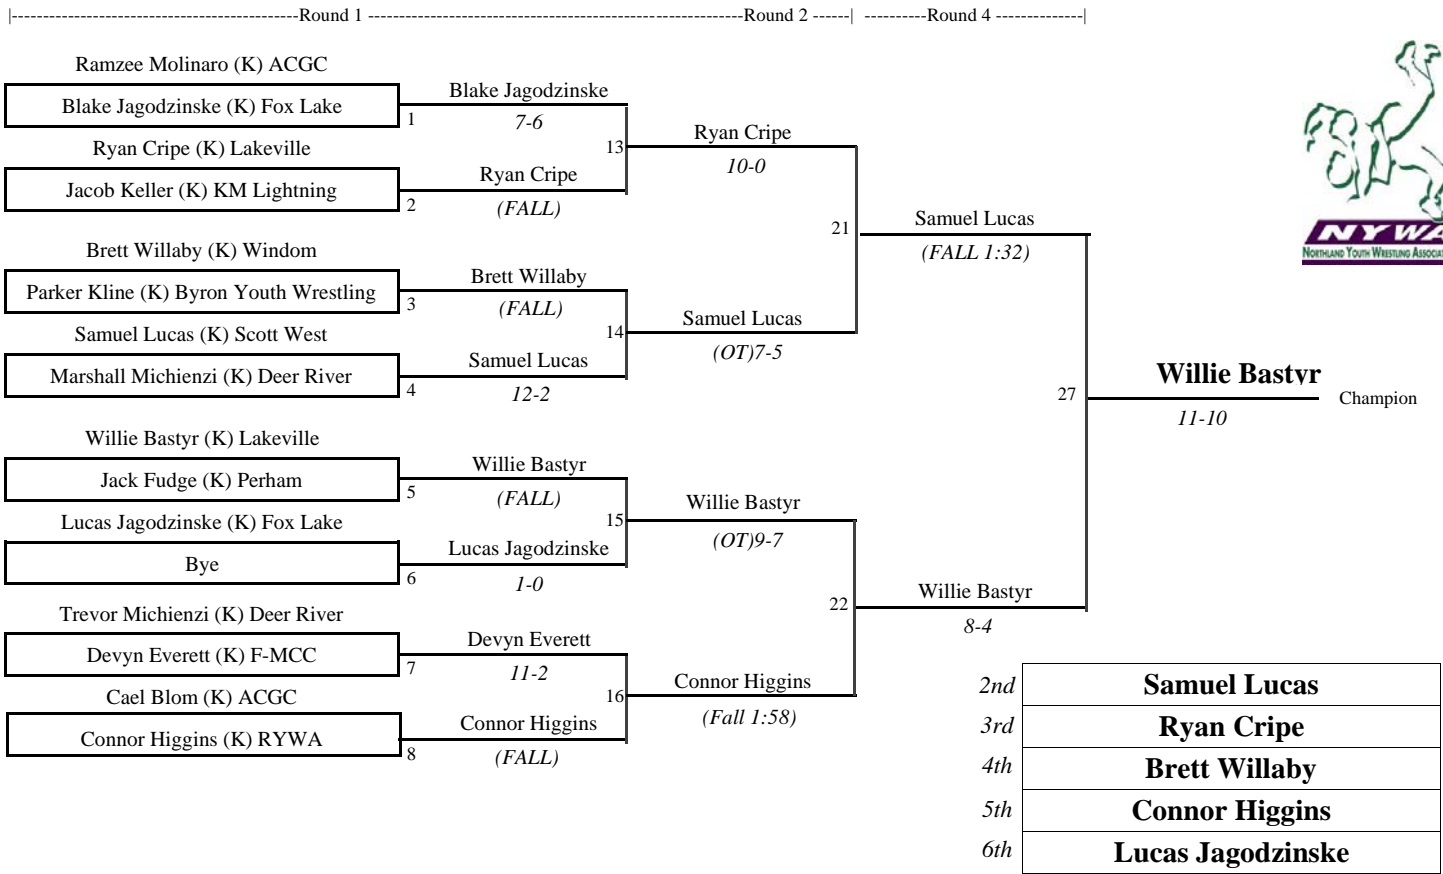 |----------------------------------------------Round 1 ------------------------------------------------------------Round 2 ------| ----------Round 4 --------------|
Ramzee Molinaro (K) ACGC
Blake Jagodzinske (K) Fox Lake
1
Blake Jagodzinske
7-6
Ryan Cripe (K) Lakeville
Jacob Keller (K) KM Lightning
2
Ryan Cripe
(FALL)
13
Ryan Cripe
10-0
Brett Willaby (K) Windom
Parker Kline (K) Byron Youth Wrestling
3
Brett Willaby
(FALL)
Samuel Lucas (K) Scott West
Marshall Michienzi (K) Deer River
4
Samuel Lucas
12-2
14
Samuel Lucas
(OT)7-5
21
Samuel Lucas
(FALL 1:32)
Willie Bastyr (K) Lakeville
Jack Fudge (K) Perham
5
Willie Bastyr
(FALL)
Lucas Jagodzinske (K) Fox Lake
Bye
6
Lucas Jagodzinske
1-0
15
Willie Bastyr
(OT)9-7
Trevor Michienzi (K) Deer River
Devyn Everett (K) F-MCC
7
Devyn Everett
11-2
Cael Blom (K) ACGC
Connor Higgins (K) RYWA
8
Connor Higgins
(FALL)
16
Connor Higgins
(Fall 1:58)
22
Willie Bastyr
8-4
27
Willie Bastyr
11-10
Champion
NYWA
NORTHLAND YOUTH WRESTLING ASSOCIAT
2nd Samuel Lucas
3rd Ryan Cripe
4th Brett Willaby
5th Connor Higgins
6th Lucas Jagodzinske